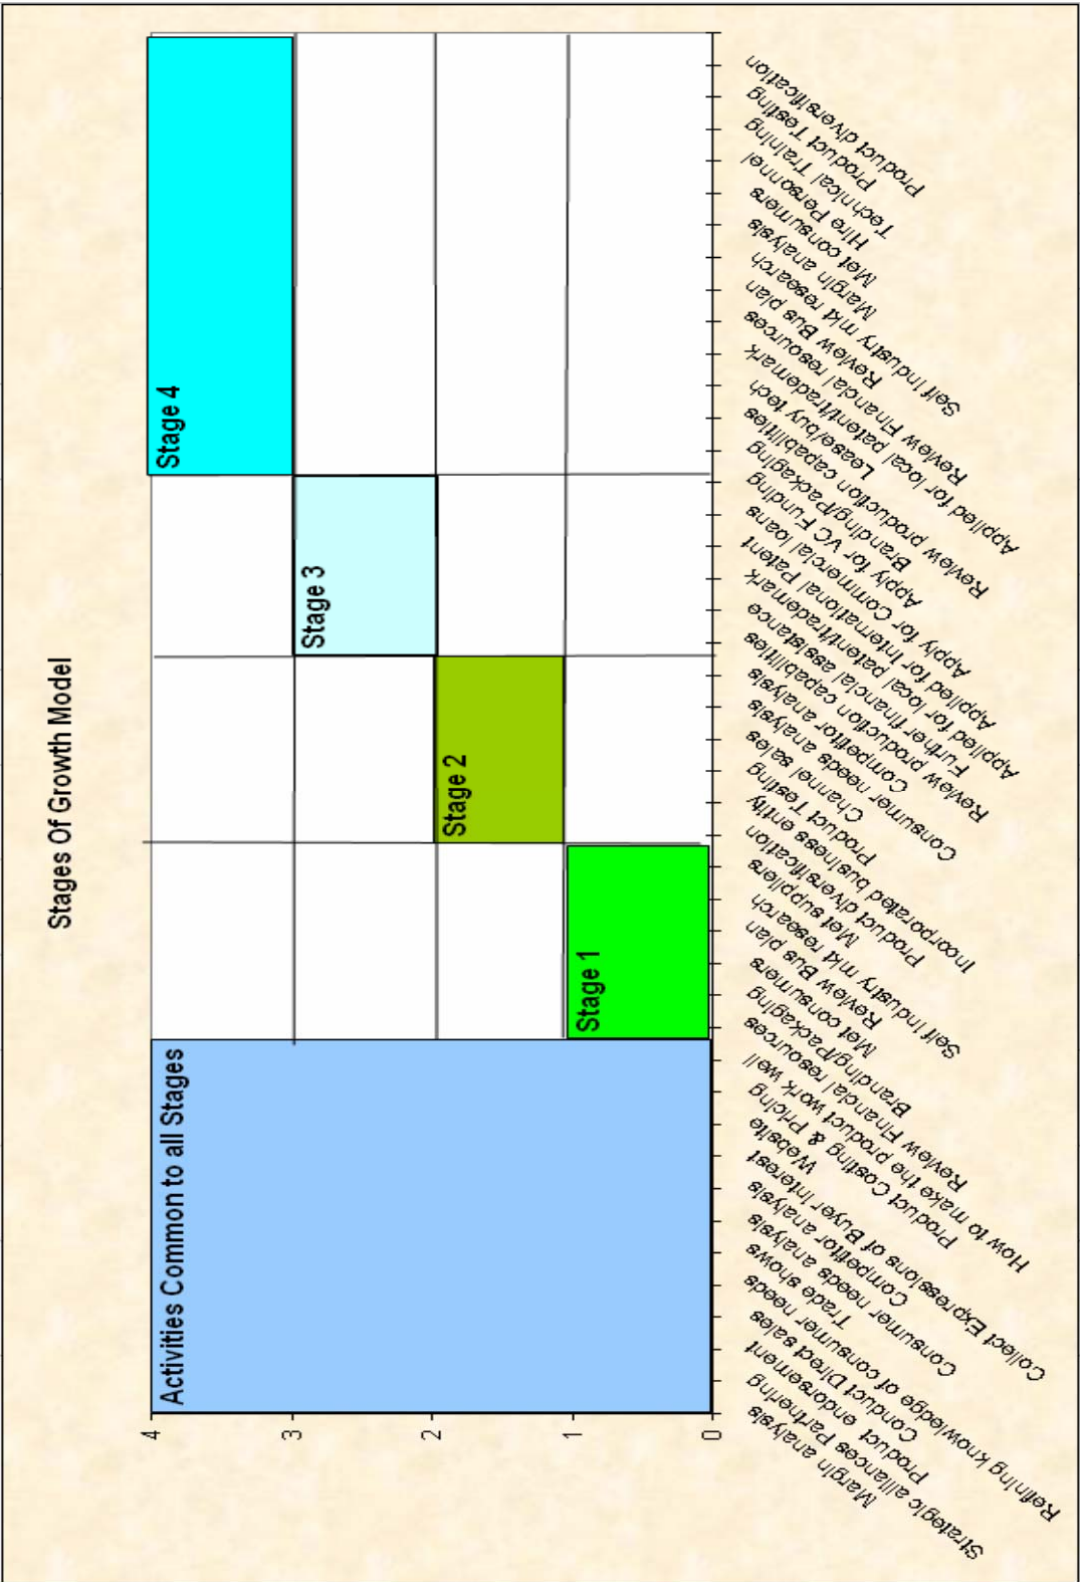 Stages Of Growth Model
Activities Common to all Stages
Stage 1
Stage 2
Stage 3
Stage 4
4
3
2
1
0
Margin analysis
Strategic alliances Partnering
Product endorsement
Conduct Direct sales
Refining knowledge of consumer needs
Trade shows
Consumer needs analysis
Competitor analysis
Collect Expressions of Buyer Interest
Website
Product Costing & Pricing
How to make the product work well
Review Financial resources
Branding/Packaging
Met consumers
Review Bus plan
Self Industry mkt research
Met suppliers
Product diversification
Incorporated business entity
Product Testing
Channel sales
Consumer needs analysis
Competitor analysis
Review production capabilities
Further financial assistance
Applied for local patent/trademark
Applied for International Patent
Apply for Commercial loans
Apply for VC Funding
Branding/Packaging
Review production capabilities
Lease/buy tech
Applied for local patent/trademark
Review Financial resources
Review Bus plan
Self Industry mkt research
Margin analysis
Met consumers
Hire Personnel
Technical Training
Product Testing
Product diversification